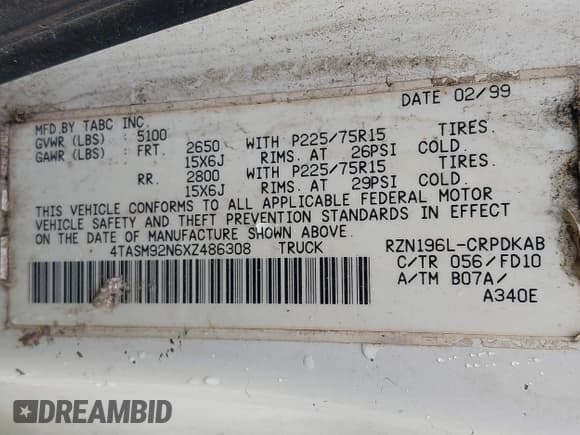 DATE 02/99
MFD BY TABC INC.
GVWR (LBS) : 5100
GAWR (LBS) : FRT. 2650 WITH P225/75R15 TIRES.
15X6J RIMS. AT 26PSI COLD.
RR. 2800 WITH P225/75R15 TIRES.
15X6J RIMS. AT 29PSI COLD.
THIS VEHICLE CONFORMS TO ALL APPLICABLE FEDERAL MOTOR
VEHICLE SAFETY AND THEFT PREVENTION STANDARDS IN EFFECT
ON THE DATE OF MANUFACTURE SHOWN ABOVE.
4TASM92N6XZ486308 TRUCK RZN196L-CRPDKAB
C/TR 056/FD10
A/TM B07A/
A340E
DREAMBID